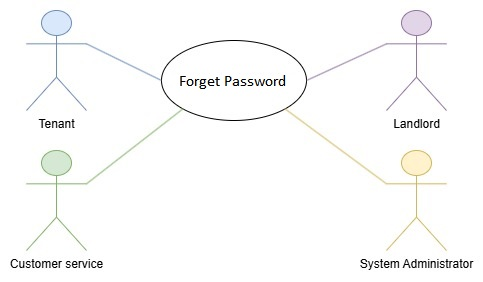 Forget Password
Tenant
Landlord
Customer service
System Administrator